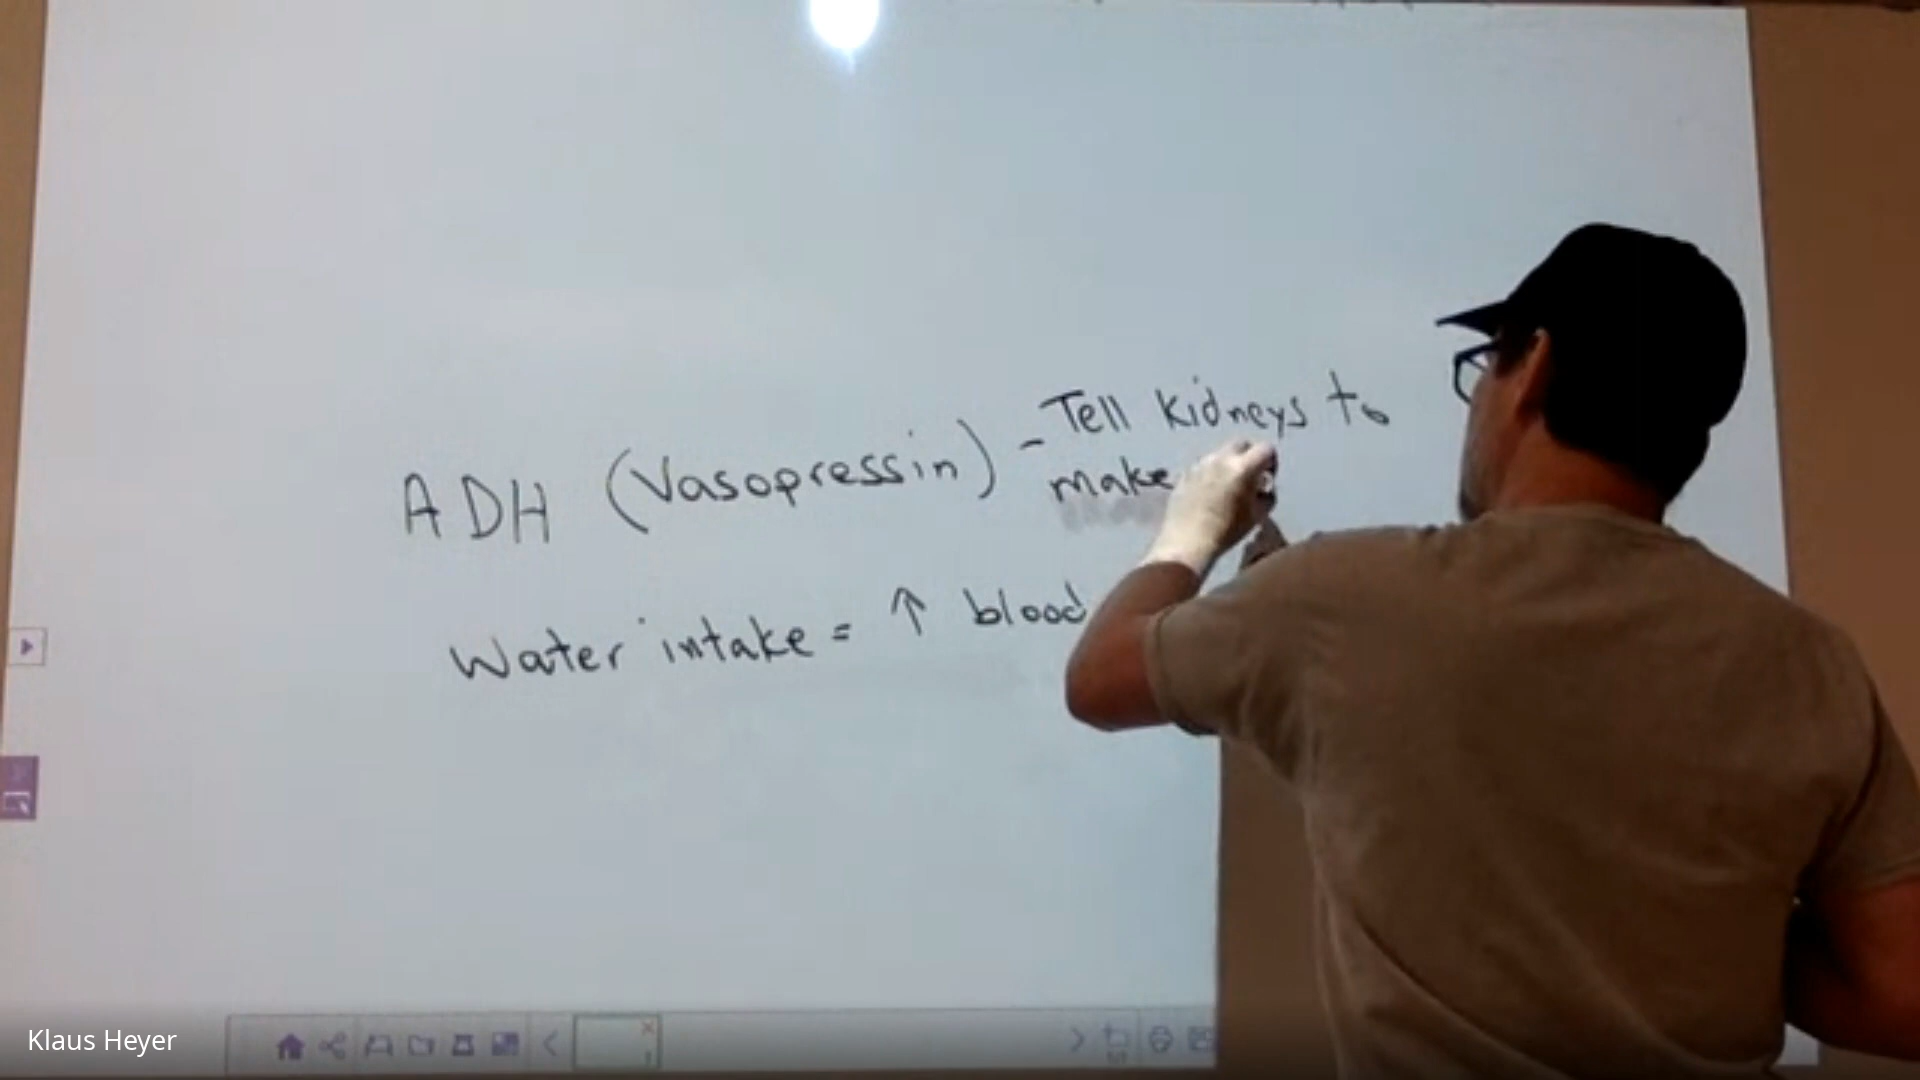 ADH (Vasopressin) - Tell kidneys to
make
Water intake = ↑ blood
Klaus Heyer